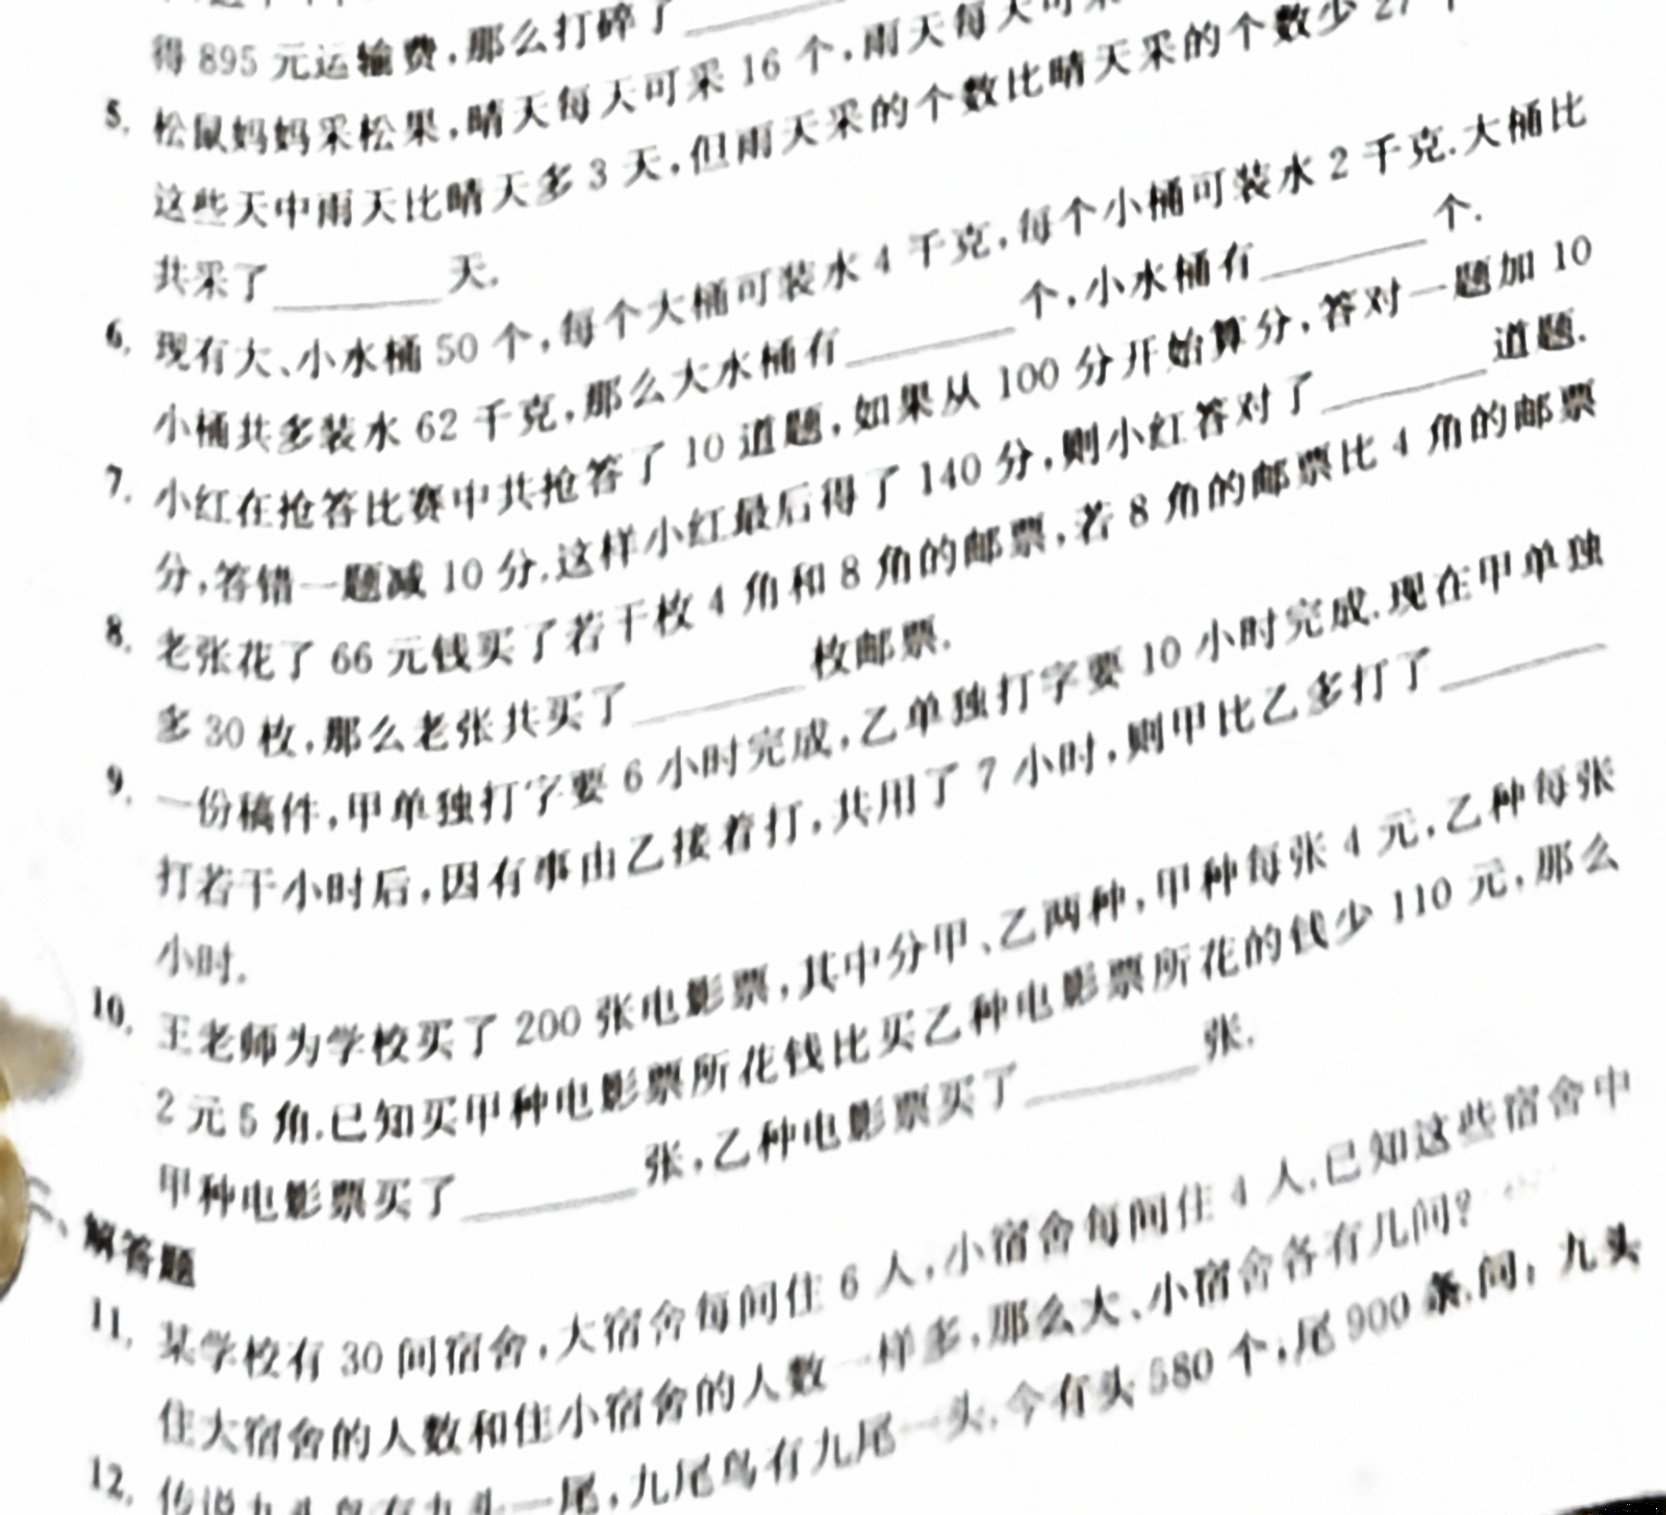 得 895 元运输费,那么打碎了
5. 松鼠妈妈采松果,晴天每天可采 16 个,雨天每天可采
这些天中雨天比晴天多 3 天,但雨天采的个数比晴天采的个数少 27 个
共采了________天.
6. 现有大、小水桶 50 个,每个大桶可装水 4 千克,每个小桶可装水 2 千克.大桶比
小桶共多装水 62 千克,那么大水桶有________个,小水桶有________个.
7. 小红在抢答比赛中共抢答了 10 道题,如果从 100 分开始算分,答对一题加 10
分,答错一题减 10 分.这样小红最后得了 140 分,则小红答对了________道题.
8. 老张花了 66 元钱买了若干枚 4 角和 8 角的邮票,若 8 角的邮票比 4 角的邮票
多 30 枚,那么老张共买了________枚邮票.
9. 一份稿件,甲单独打字要 6 小时完成,乙单独打字要 10 小时完成.现在甲单独
打若干小时后,因有事由乙接着打,共用了 7 小时,则甲比乙多打了________
小时.
10. 王老师为学校买了 200 张电影票,其中分甲、乙两种,甲种每张 4 元,乙种每张
2 元 5 角.已知买甲种电影票所花钱比买乙种电影票所花的钱少 110 元,那么
甲种电影票买了________张,乙种电影票买了________张.
二、解答题
11. 某学校有 30 间宿舍,大宿舍每间住 6 人,小宿舍每间住 4 人.已知这些宿舍中
住大宿舍的人数和住小宿舍的人数一样多,那么大、小宿舍各有几间?
12. 传说九头鸟有九头一尾,九尾鸟有九尾一头.今有头 580 个,尾 900 条.问:九头